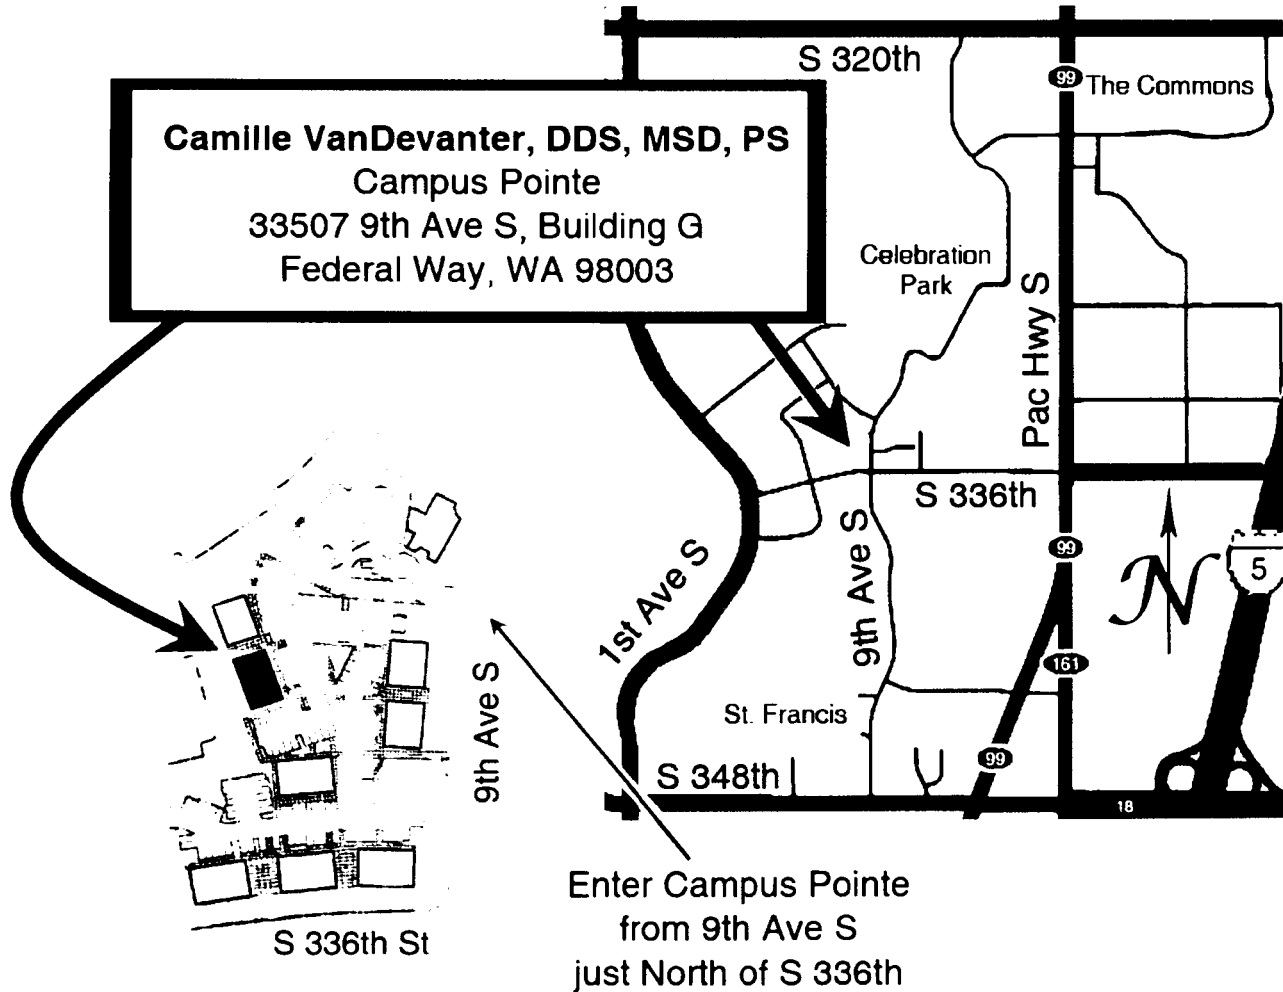 S 320th
99
The Commons
Camille VanDevanter, DDS, MSD, PS
Campus Pointe
33507 9th Ave S, Building G
Federal Way, WA 98003
Celebration
Park
Pac Hwy S
S 336th
99
N
5
1st Ave S
9th Ave S
161
St. Francis
99
S 348th
18
9th Ave S
S 336th St
Enter Campus Pointe
from 9th Ave S
just North of S 336th